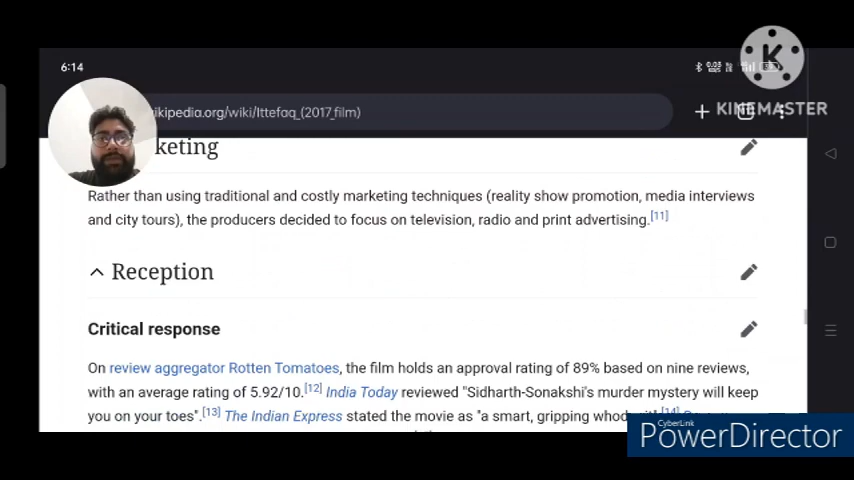 6:14
ikipedia.org/wiki/Ittefaq_(2017_film)
KINEMASTER
keting
Rather than using traditional and costly marketing techniques (reality show promotion, media interviews
and city tours), the producers decided to focus on television, radio and print advertising.[11]
Reception
Critical response
On review aggregator Rotten Tomatoes, the film holds an approval rating of 89% based on nine reviews,
with an average rating of 5.92/10.[12] India Today reviewed "Sidharth-Sonakshi's murder mystery will keep
you on your toes".[13] The Indian Express stated the movie as "a smart, gripping
CyberLink
PowerDirector